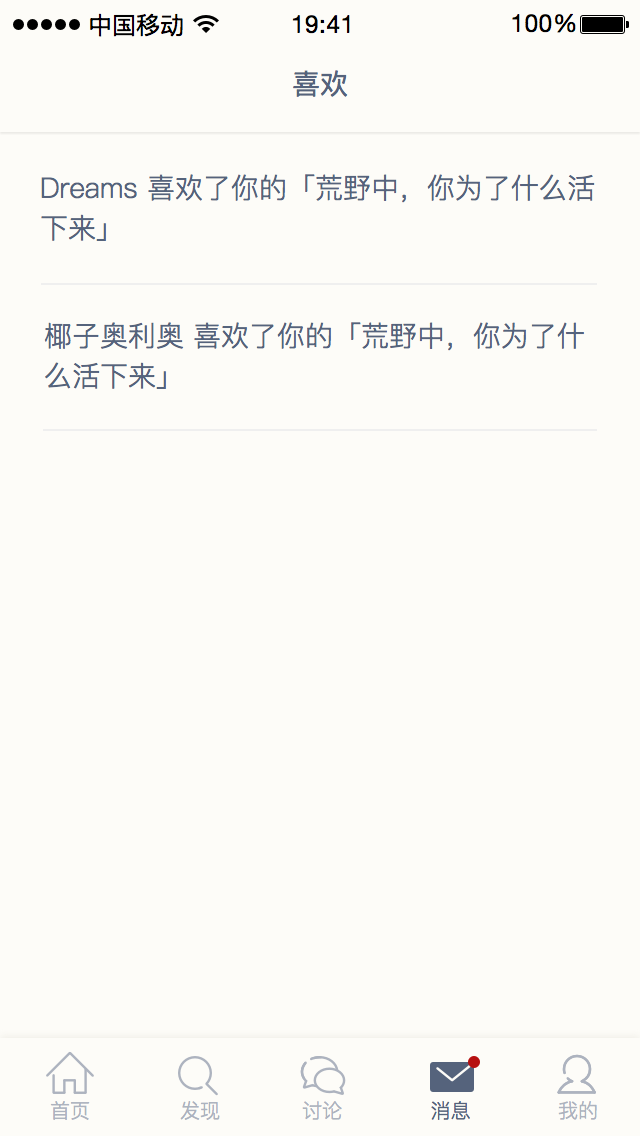 中国移动 19:41 100%
喜欢
Dreams 喜欢了你的「荒野中，你为了什么活
下来」
椰子奥利奥 喜欢了你的「荒野中，你为了什
么活下来」
首页 发现 讨论 消息 我的